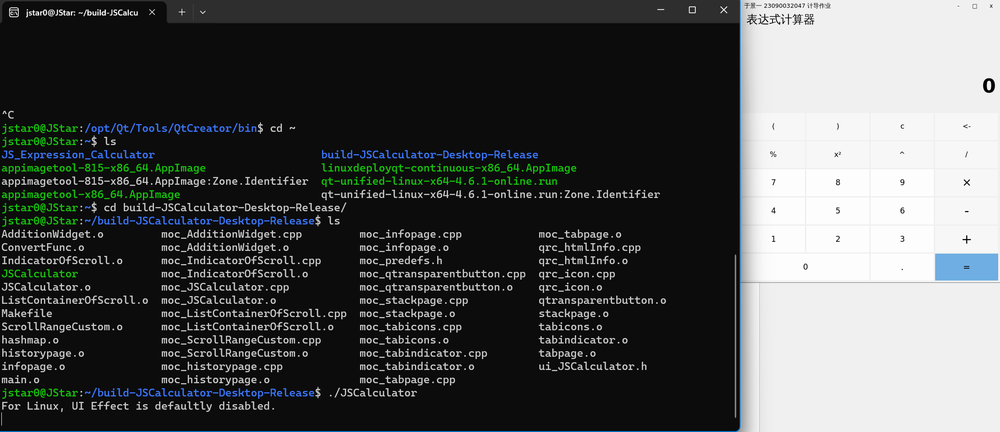 jstar0@JStar: ~/build-JSCalcu
^C
jstar0@JStar:/opt/Qt/Tools/QtCreator/bin$ cd ~
jstar0@JStar:~$ ls
JS_Expression_Calculator build-JSCalculator-Desktop-Release
appimagetool-815-x86_64.AppImage linuxdeployqt-continuous-x86_64.AppImage
appimagetool-815-x86_64.AppImage:Zone.Identifier qt-unified-linux-x64-4.6.1-online.run
appimagetool-x86_64.AppImage qt-unified-linux-x64-4.6.1-online.run:Zone.Identifier
jstar0@JStar:~$ cd build-JSCalculator-Desktop-Release/
jstar0@JStar:~/build-JSCalculator-Desktop-Release$ ls
AdditionWidget.o moc_AdditionWidget.cpp moc_infopage.cpp moc_tabpage.o
ConvertFunc.o moc_AdditionWidget.o moc_infopage.o qrc_htmlInfo.cpp
IndicatorOfScroll.o moc_IndicatorOfScroll.cpp moc_predefs.h qrc_htmlInfo.o
JSCalculator moc_IndicatorOfScroll.o moc_qtransparentbutton.cpp qrc_icon.cpp
JSCalculator.o moc_JSCalculator.cpp moc_qtransparentbutton.o qrc_icon.o
ListContainerOfScroll.o moc_JSCalculator.o moc_stackpage.cpp qtransparentbutton.o
Makefile moc_ListContainerOfScroll.cpp moc_stackpage.o stackpage.o
ScrollRangeCustom.o moc_ListContainerOfScroll.o moc_tabicons.cpp tabicons.o
hashmap.o moc_ScrollRangeCustom.cpp moc_tabicons.o tabindicator.o
historypage.o moc_ScrollRangeCustom.o moc_tabindicator.cpp tabpage.o
infopage.o moc_historypage.cpp moc_tabindicator.o ui_JSCalculator.h
main.o moc_historypage.o moc_tabpage.cpp
jstar0@JStar:~/build-JSCalculator-Desktop-Release$ ./JSCalculator
For Linux, UI Effect is defaultly disabled.
于景一 23090032047 计导作业 - □ x
表达式计算器
0
( ) c <-
% x² ^ /
7 8 9 ×
4 5 6 -
1 2 3 +
0 . =